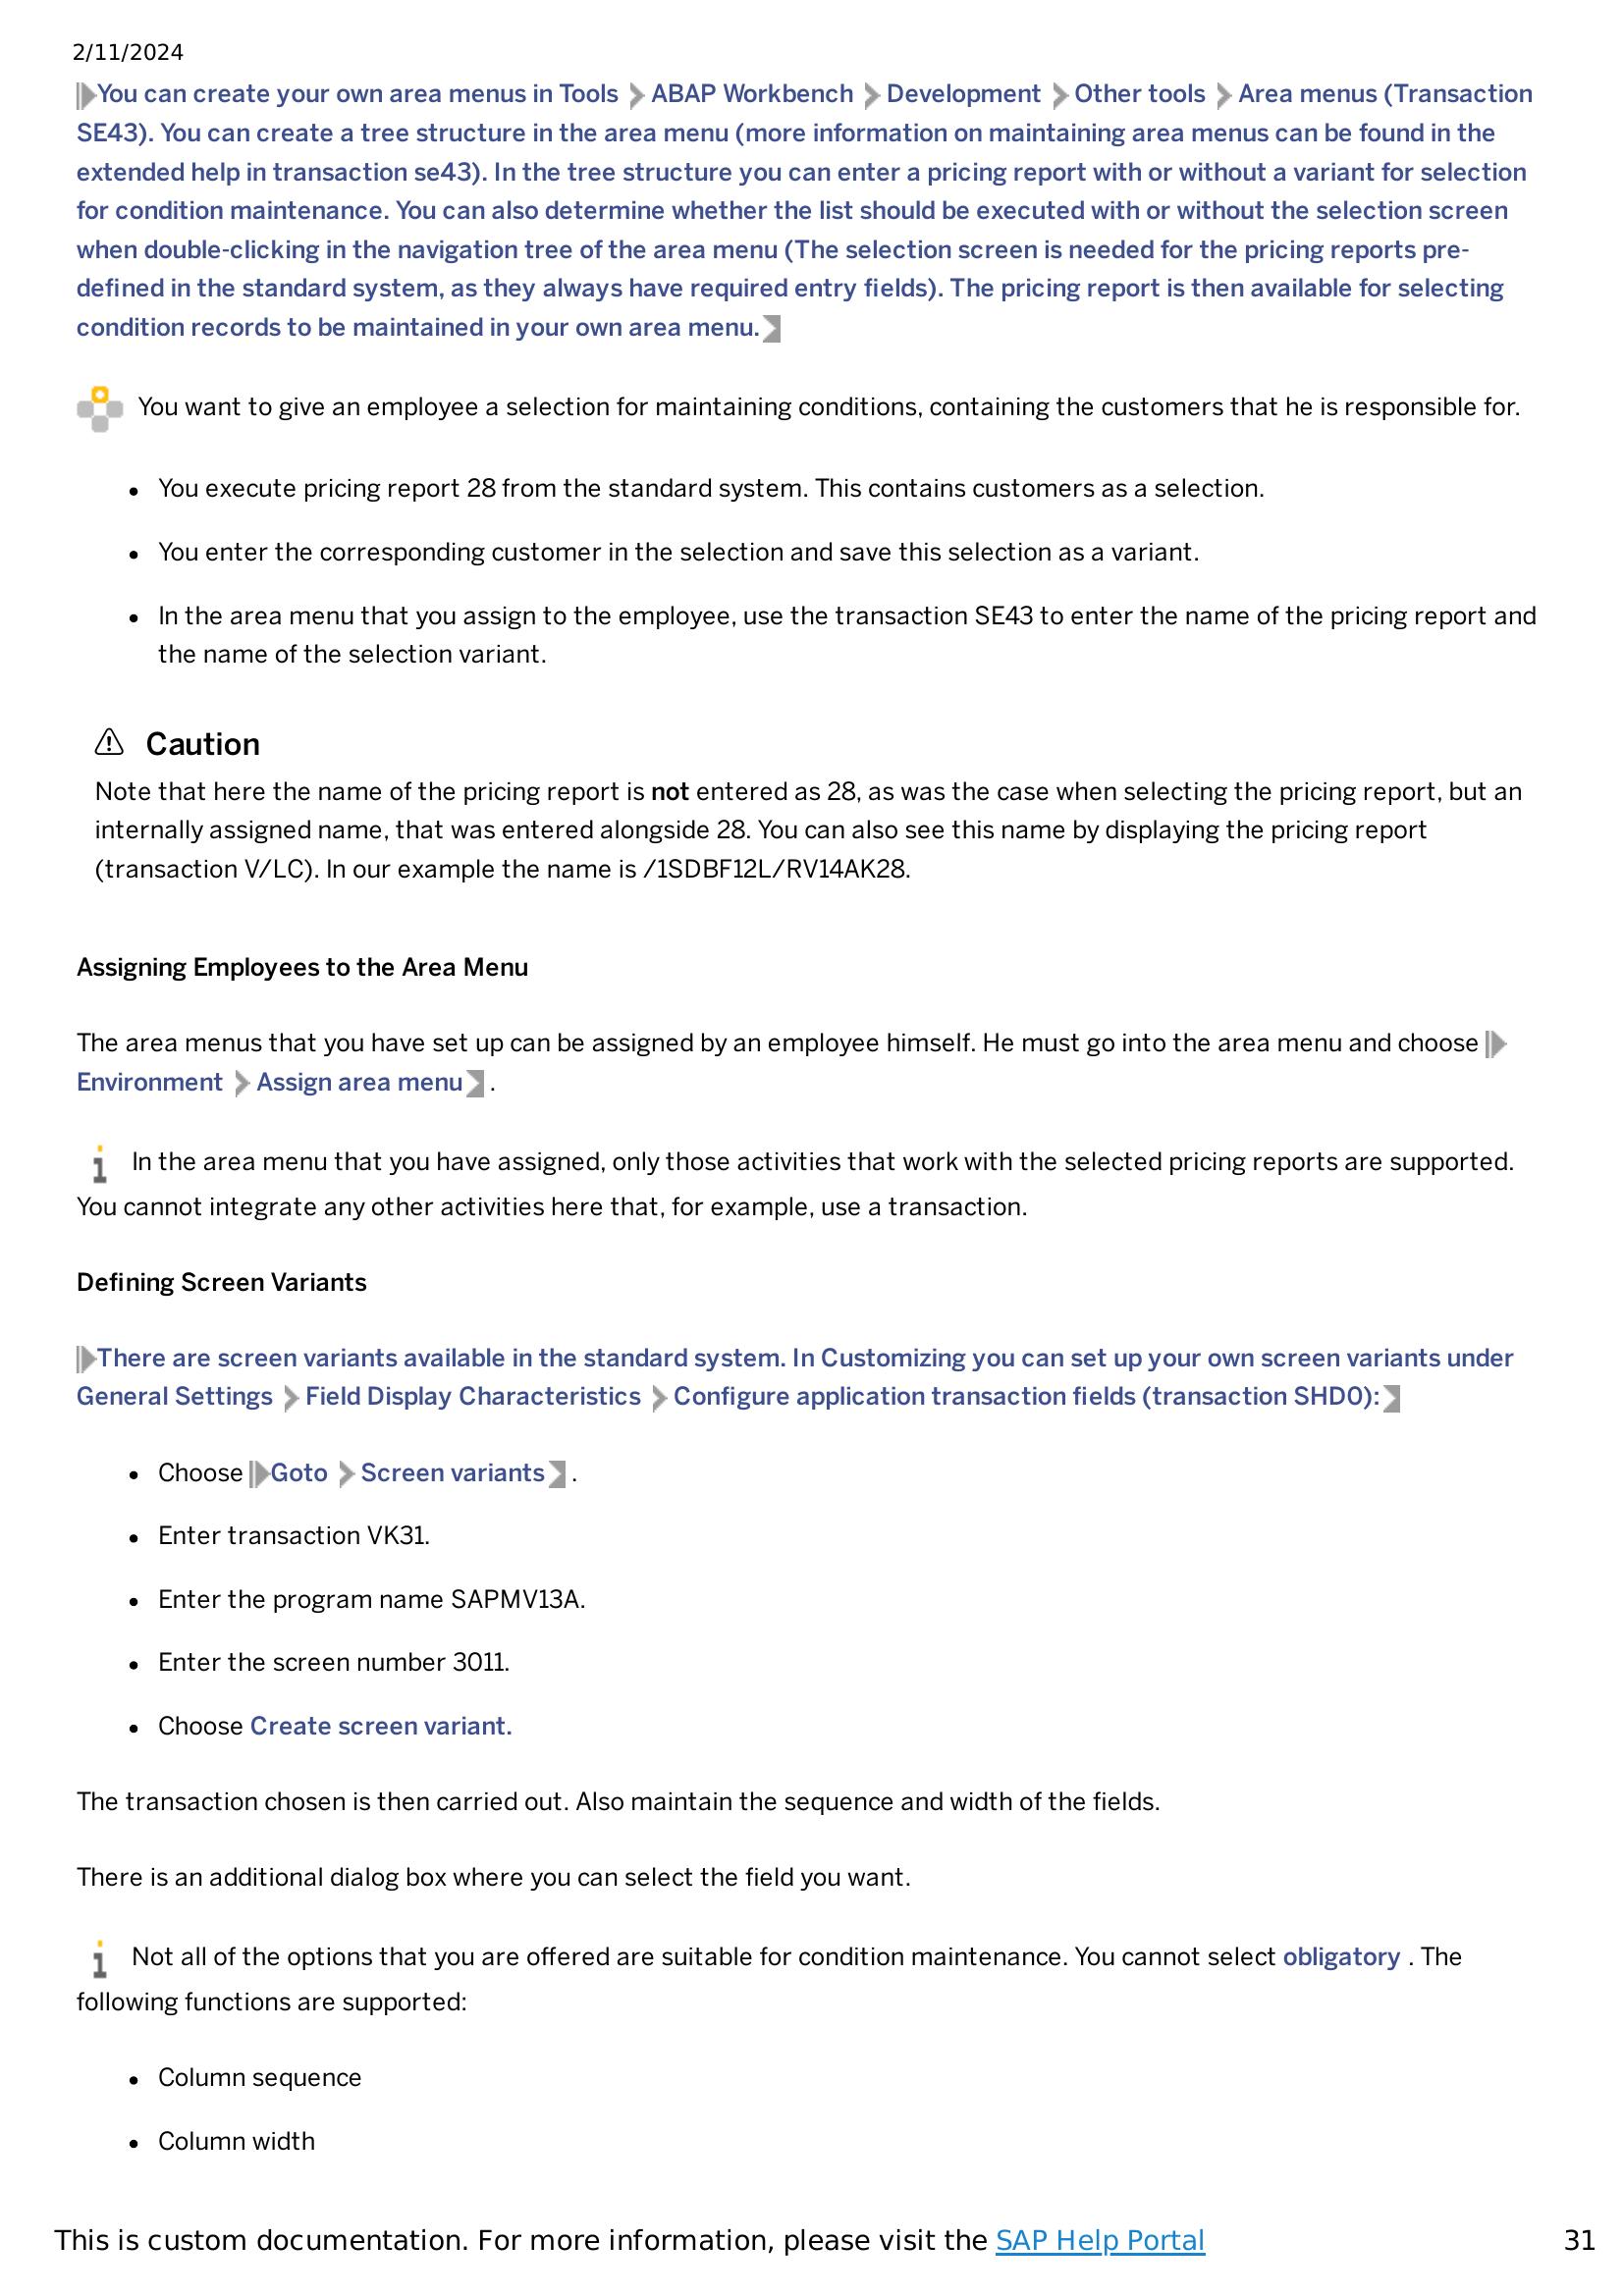 2/11/2024
You can create your own area menus in Tools ABAP Workbench Development Other tools Area menus (Transaction
SE43). You can create a tree structure in the area menu (more information on maintaining area menus can be found in the
extended help in transaction se43). In the tree structure you can enter a pricing report with or without a variant for selection
for condition maintenance. You can also determine whether the list should be executed with or without the selection screen
when double-clicking in the navigation tree of the area menu (The selection screen is needed for the pricing reports pre-
defined in the standard system, as they always have required entry fields). The pricing report is then available for selecting
condition records to be maintained in your own area menu.
You want to give an employee a selection for maintaining conditions, containing the customers that he is responsible for.
• You execute pricing report 28 from the standard system. This contains customers as a selection.
• You enter the corresponding customer in the selection and save this selection as a variant.
• In the area menu that you assign to the employee, use the transaction SE43 to enter the name of the pricing report and
the name of the selection variant.
Caution
Note that here the name of the pricing report is not entered as 28, as was the case when selecting the pricing report, but an
internally assigned name, that was entered alongside 28. You can also see this name by displaying the pricing report
(transaction V/LC). In our example the name is /1SDBF12L/RV14AK28.
Assigning Employees to the Area Menu
The area menus that you have set up can be assigned by an employee himself. He must go into the area menu and choose
Environment Assign area menu .
In the area menu that you have assigned, only those activities that work with the selected pricing reports are supported.
You cannot integrate any other activities here that, for example, use a transaction.
Defining Screen Variants
There are screen variants available in the standard system. In Customizing you can set up your own screen variants under
General Settings Field Display Characteristics Configure application transaction fields (transaction SHD0):
• Choose Goto Screen variants .
• Enter transaction VK31.
• Enter the program name SAPMV13A.
• Enter the screen number 3011.
• Choose Create screen variant.
The transaction chosen is then carried out. Also maintain the sequence and width of the fields.
There is an additional dialog box where you can select the field you want.
Not all of the options that you are offered are suitable for condition maintenance. You cannot select obligatory . The
following functions are supported:
• Column sequence
• Column width
This is custom documentation. For more information, please visit the SAP Help Portal 31